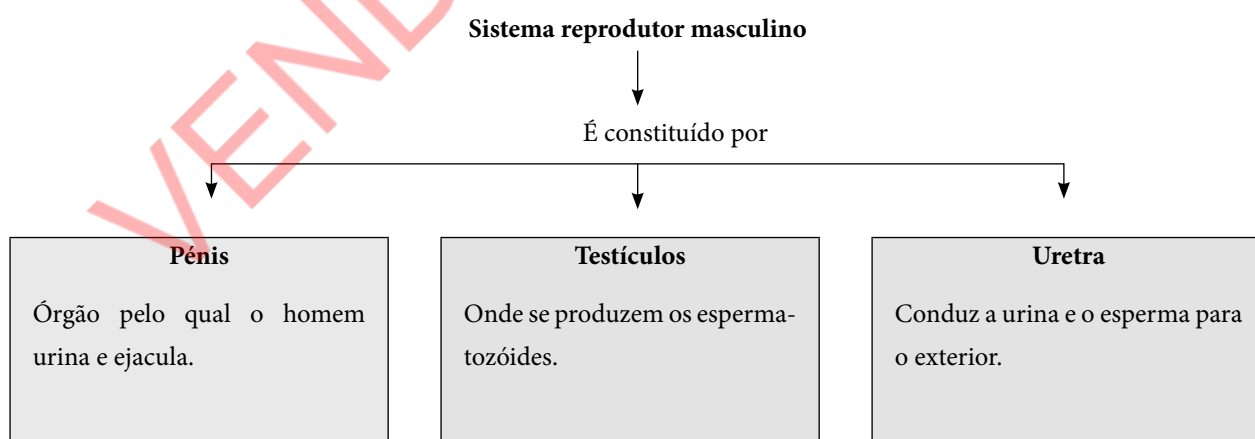 Sistema reprodutor masculino
É constituído por
Pénis
Órgão pelo qual o homem
urina e ejacula.
Testículos
Onde se produzem os esperma-
tozóides.
Uretra
Conduz a urina e o esperma para
o exterior.
VEND